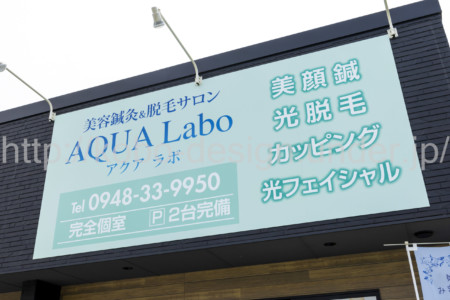 美容鍼灸&脱毛サロン
AQUA Labo
アクア ラボ
Tel 0948-33-9950
完全個室 P 2台完備
美顔鍼
光脱毛
カッピング
光フェイシャル